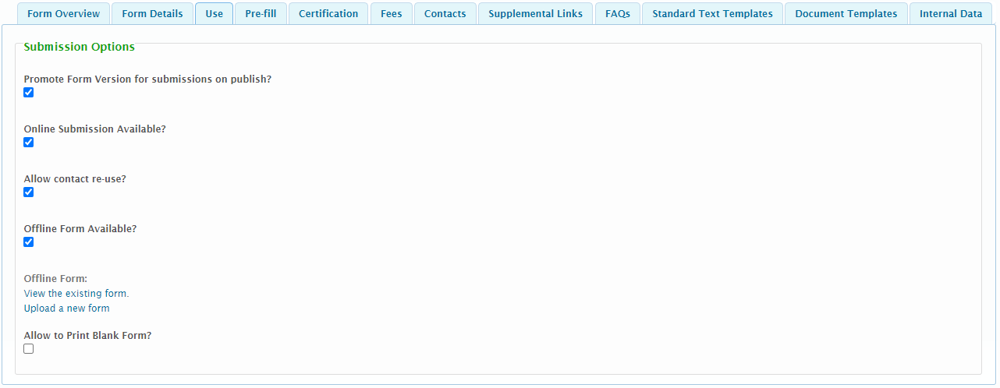 Form Overview Form Details Use Pre-fill Certification Fees Contacts Supplemental Links FAQs Standard Text Templates Document Templates Internal Data
Submission Options
Promote Form Version for submissions on publish?
Online Submission Available?
Allow contact re-use?
Offline Form Available?
Offline Form:
View the existing form.
Upload a new form
Allow to Print Blank Form?